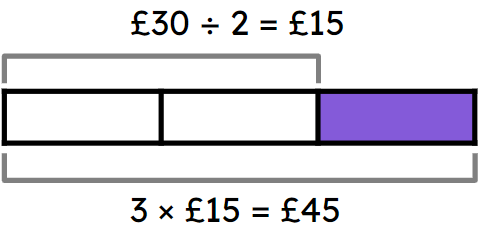 £30 ÷ 2 = £15
3 × £15 = £45